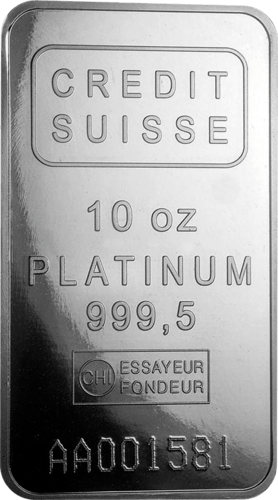 CREDIT
SUISSE
10 oz
PLATINUM
999,5
CHI ESSAYEUR
FONDEUR
AA001581